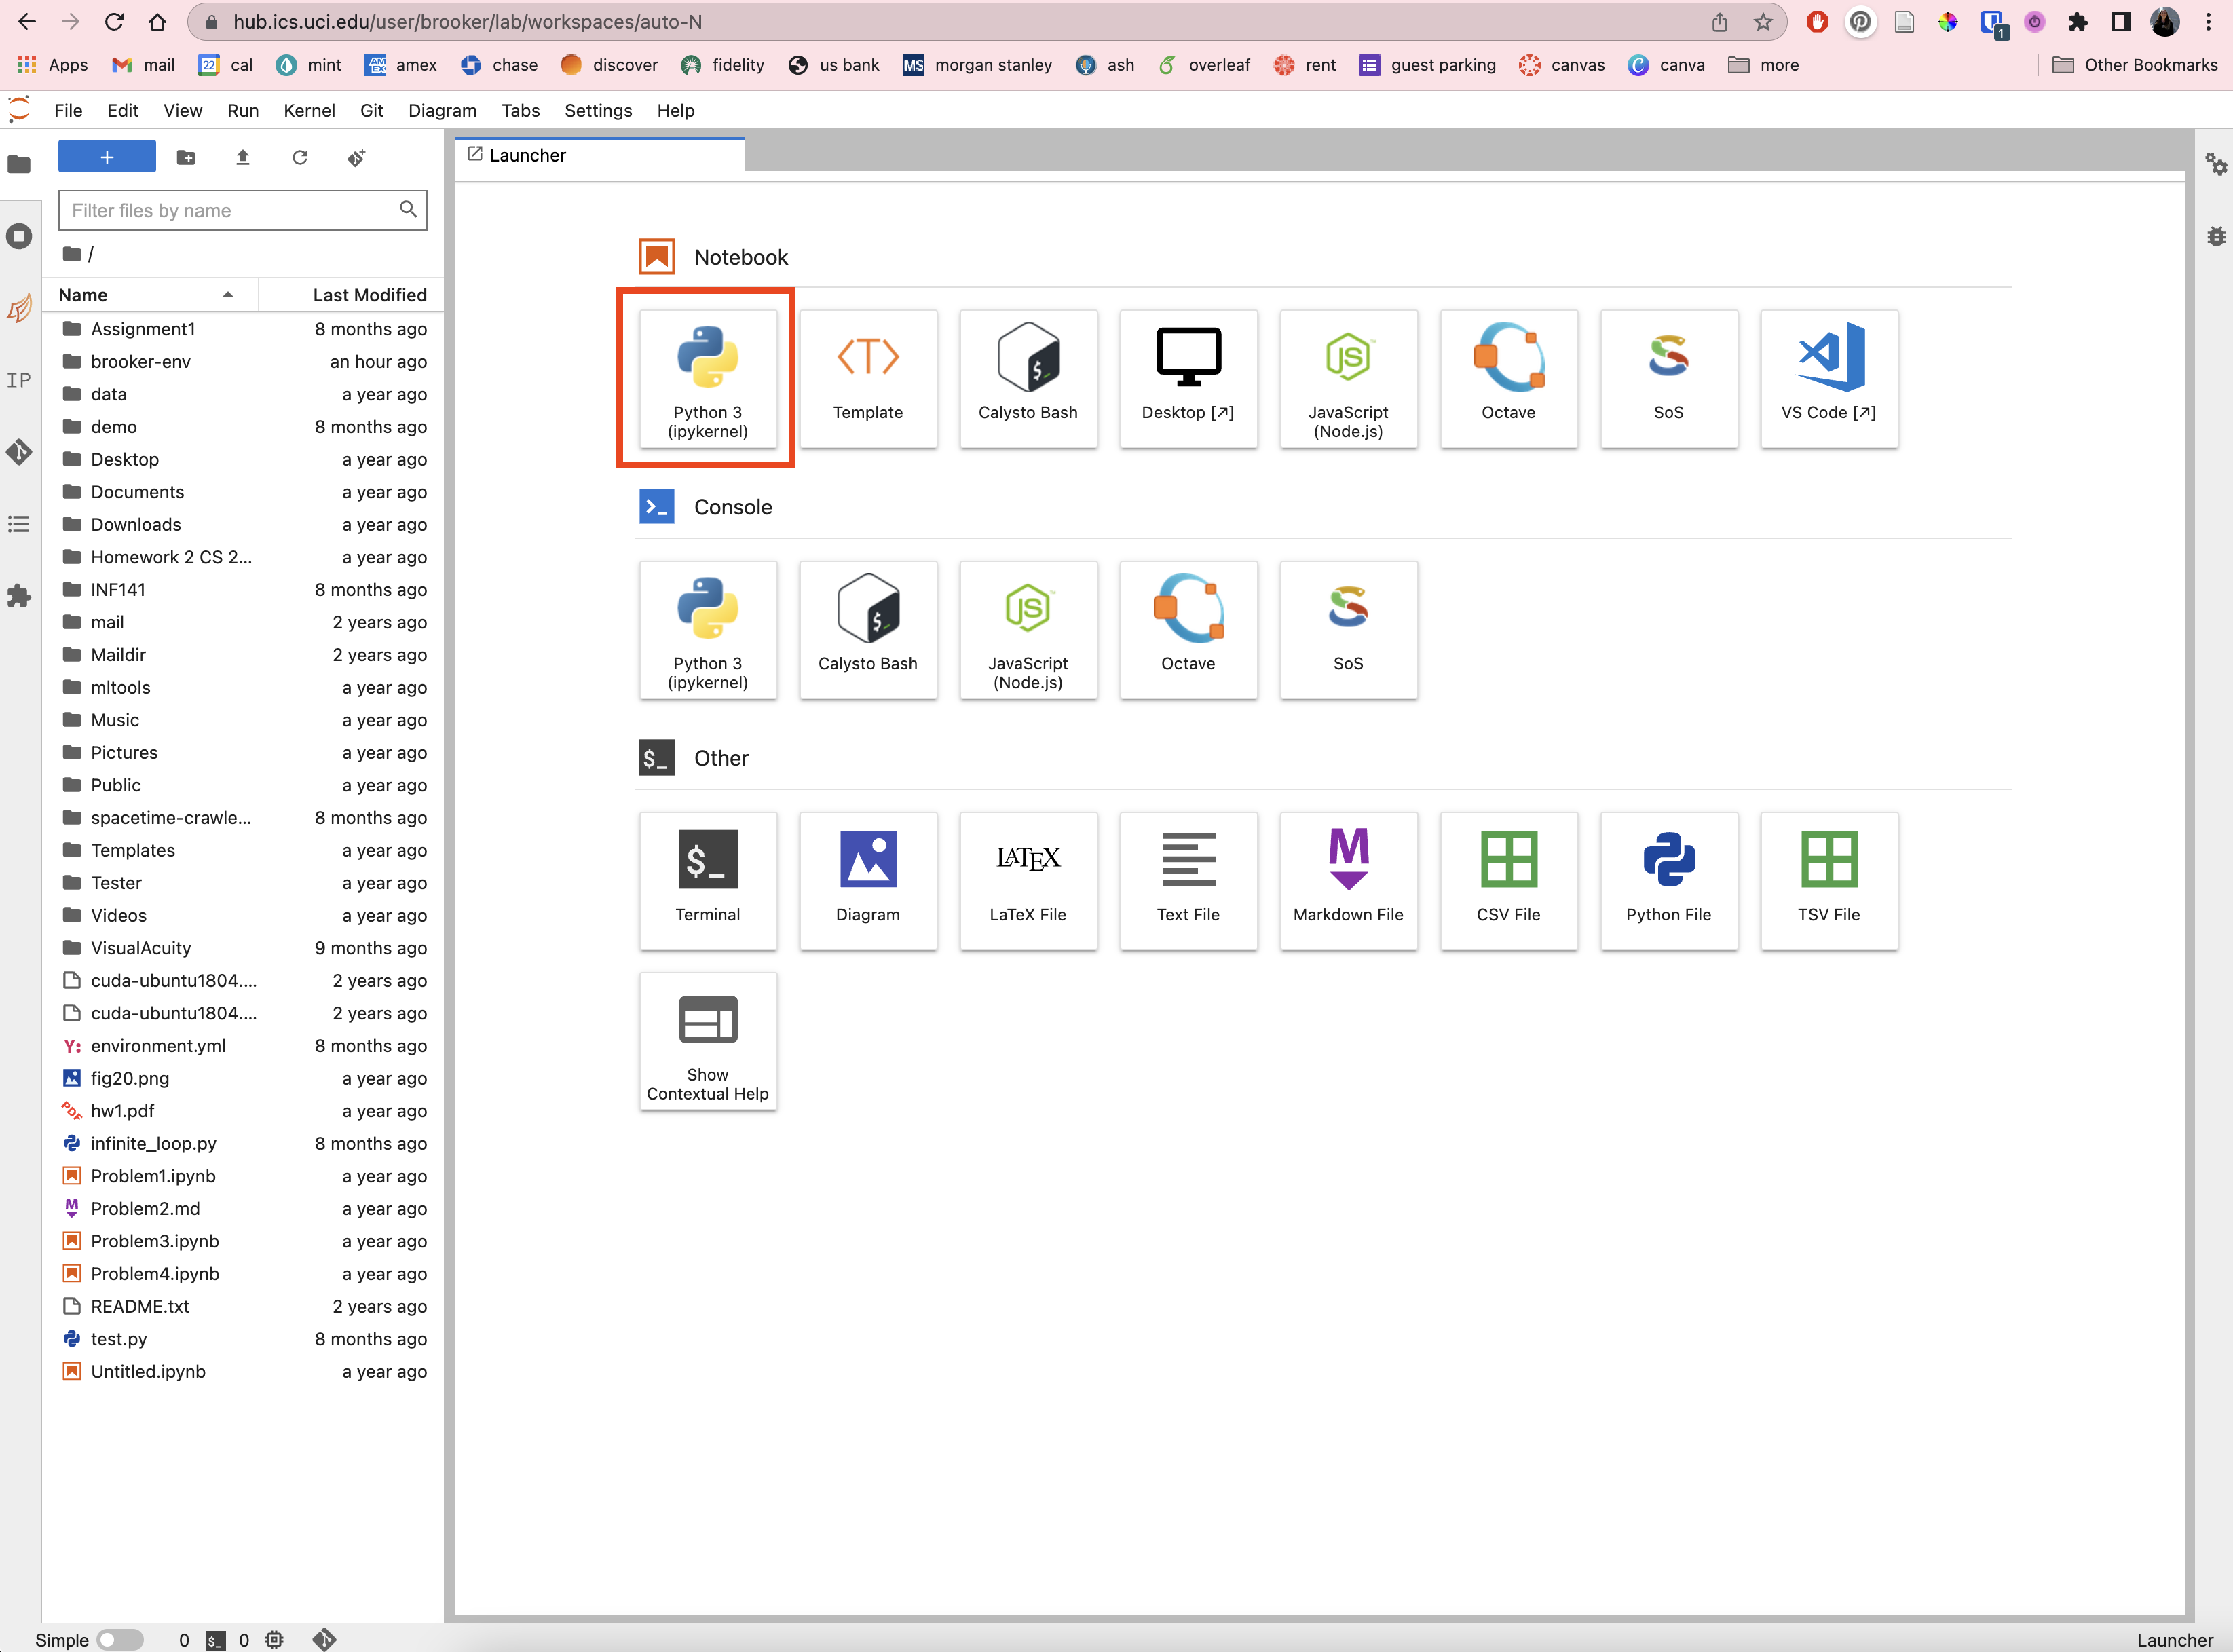 hub.ics.uci.edu/user/brooker/lab/workspaces/auto-N
1
Apps mail 22 cal mint AM EX amex chase discover fidelity us bank MS morgan stanley ash overleaf rent guest parking canvas C canva more Other Bookmarks
File Edit View Run Kernel Git Diagram Tabs Settings Help
+
Launcher
Filter files by name
/
IP
Name Last Modified
Assignment1 8 months ago
brooker-env an hour ago
data a year ago
demo 8 months ago
Desktop a year ago
Documents a year ago
Downloads a year ago
Homework 2 CS 2... a year ago
INF141 8 months ago
mail 2 years ago
Maildir 2 years ago
mltools a year ago
Music a year ago
Pictures a year ago
Public a year ago
spacetime-crawle... 8 months ago
Templates a year ago
Tester a year ago
Videos a year ago
VisualAcuity 9 months ago
cuda-ubuntu1804.... 2 years ago
cuda-ubuntu1804.... 2 years ago
Y: environment.yml 8 months ago
fig20.png a year ago
PDF hw1.pdf a year ago
infinite_loop.py 8 months ago
Problem1.ipynb a year ago
M Problem2.md a year ago
Problem3.ipynb a year ago
Problem4.ipynb a year ago
README.txt 2 years ago
test.py 8 months ago
Untitled.ipynb a year ago
Notebook
<T> $_ JS
Python 3 (ipykernel)
Template
Calysto Bash
Desktop [↗]
JavaScript (Node.js)
Octave
SoS
VS Code [↗]
>_ Console
$_ JS
Python 3 (ipykernel)
Calysto Bash
JavaScript (Node.js)
Octave
SoS
$_ Other
$_ LATEX M
Terminal
Diagram
LaTeX File
Text File
Markdown File
CSV File
Python File
TSV File
Show
Contextual Help
Simple 0 $_ 0 Launcher